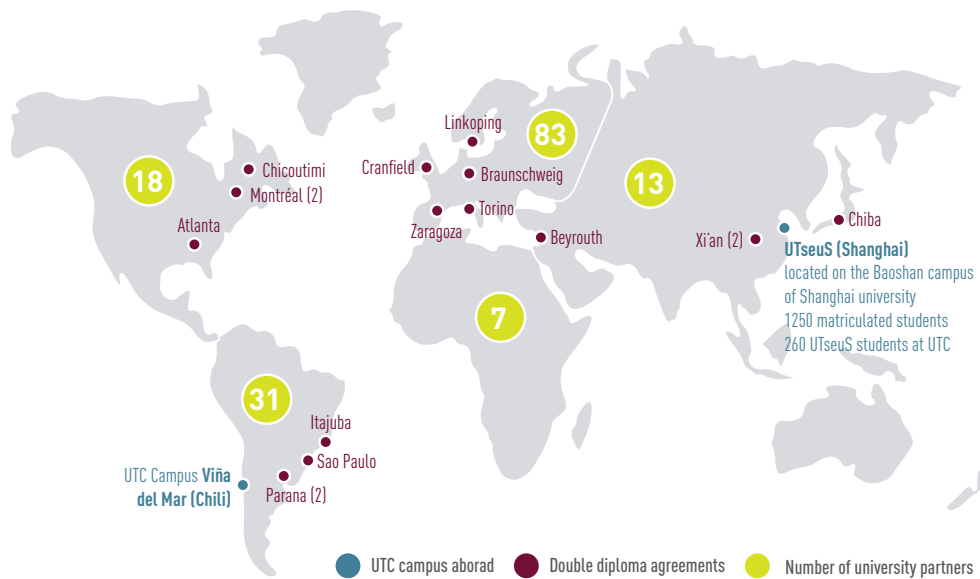 Linkoping
83
Cranfield
Braunschweig
18
Chicoutimi
Montréal (2)
13
Atlanta
Torino
Zaragoza
Beyrouth
Xi'an (2)
Chiba
UTseuS (Shanghai)
located on the Baoshan campus
of Shanghai university
1250 matriculated students
260 UTseuS students at UTC
7
31
Itajuba
Sao Paulo
Parana (2)
UTC Campus Viña
del Mar (Chili)
UTC campus aborad
Double diploma agreements
Number of university partners